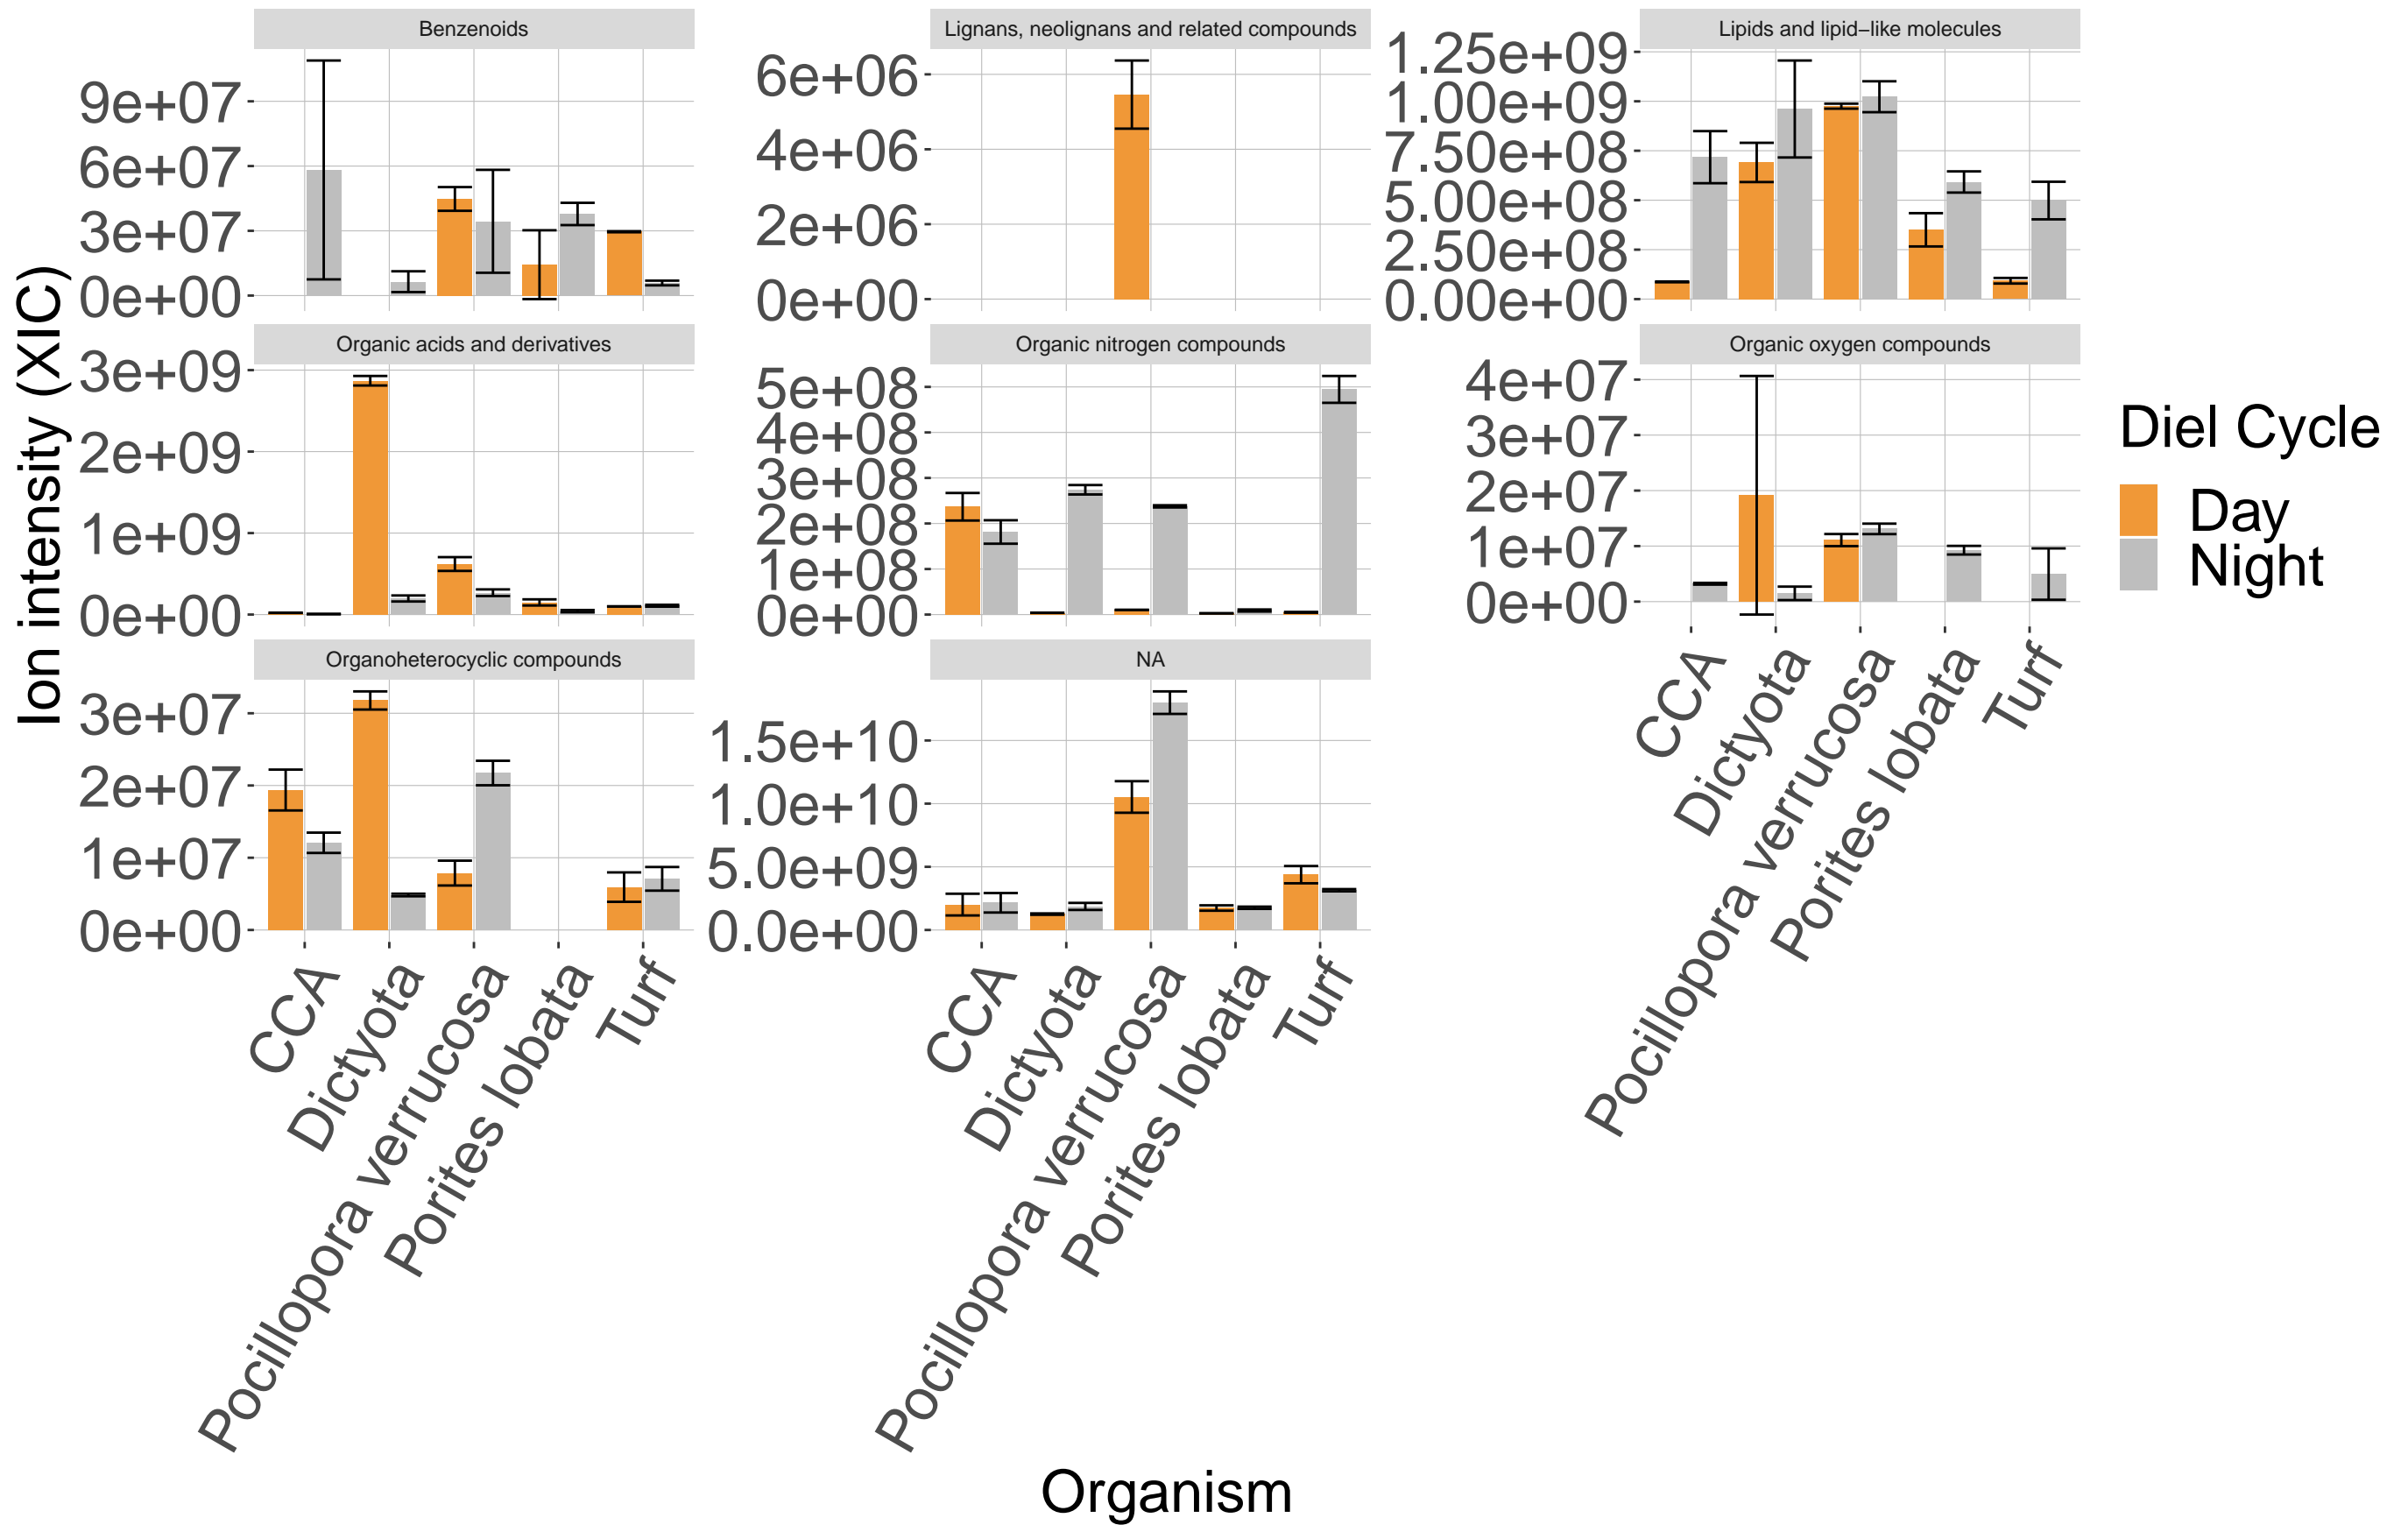 Benzenoids
Lignans, neolignans and related compounds
Lipids and lipid−like molecules
9e+07
6e+07
3e+07
0e+00
6e+06
4e+06
2e+06
0e+00
1.25e+09
1.00e+09
7.50e+08
5.00e+08
2.50e+08
0.00e+00
Organic acids and derivatives
Organic nitrogen compounds
Organic oxygen compounds
3e+09
2e+09
1e+09
0e+00
5e+08
4e+08
3e+08
2e+08
1e+08
0e+00
4e+07
3e+07
2e+07
1e+07
0e+00
Organoheterocyclic compounds
NA
3e+07
2e+07
1e+07
0e+00
1.5e+10
1.0e+10
5.0e+09
0.0e+00
CCA
Dictyota
Pocillopora verrucosa
Porites lobata
Turf
CCA
Dictyota
Pocillopora verrucosa
Porites lobata
Turf
CCA
Dictyota
Pocillopora verrucosa
Porites lobata
Turf
Ion intensity (XIC)
Organism
Diel Cycle
Day
Night